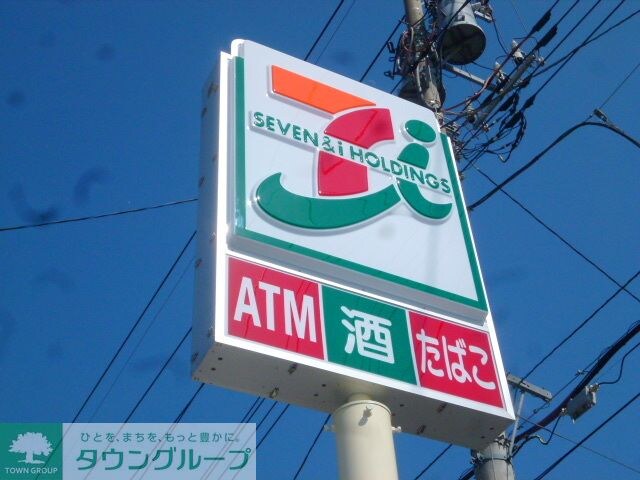 SEVEN & i HOLDINGS
ATM 酒 たばこ
ひとを、まちを、もっと豊かに。
タウングループ
TOWN GROUP